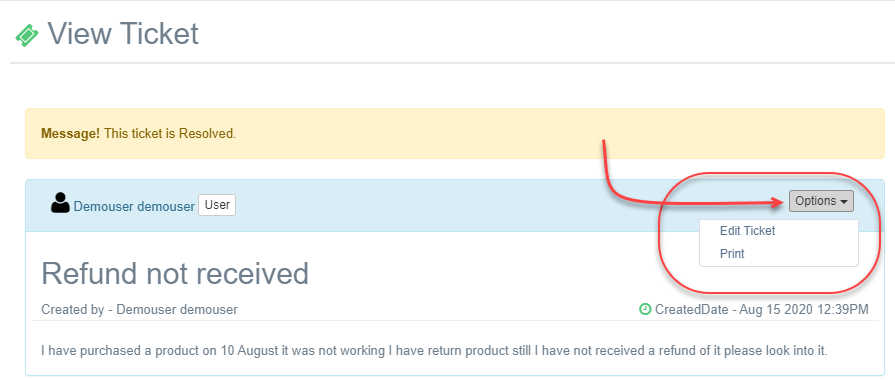 View Ticket
Message! This ticket is Resolved.
Demouser demouser User
Options
Edit Ticket
Print
Refund not received
Created by - Demouser demouser
CreatedDate - Aug 15 2020 12:39PM
I have purchased a product on 10 August it was not working I have return product still I have not received a refund of it please look into it.